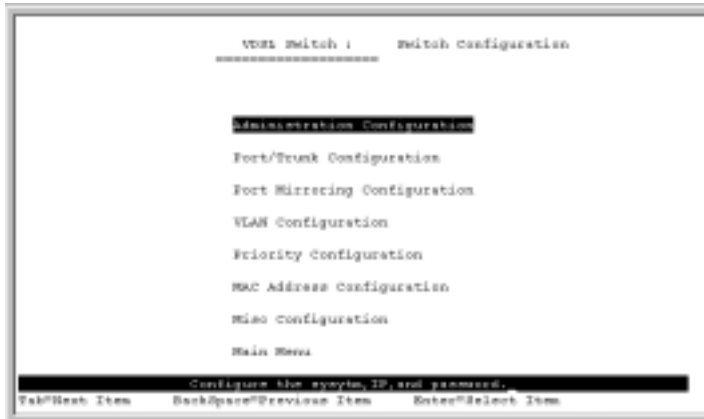 VDSL Switch : Switch Configuration
===================
Administration Configuration
Port/Trunk Configuration
Port Mirroring Configuration
VLAN Configuration
Priority Configuration
MAC Address Configuration
Misc Configuration
Main Menu
Configure the sysytm,IP,and password.
Tab=Next Item BackSpace=Previous Item Enter=Select Item